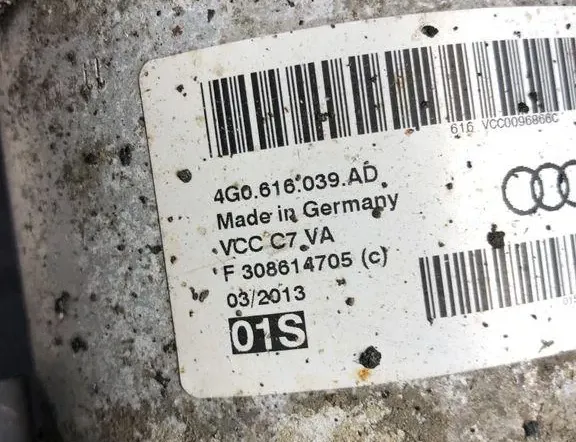 616 VCC0096866C
4G0.616.039.AD
Made in Germany
VCC C7 VA
F 308614705 (c)
03/2013
01S